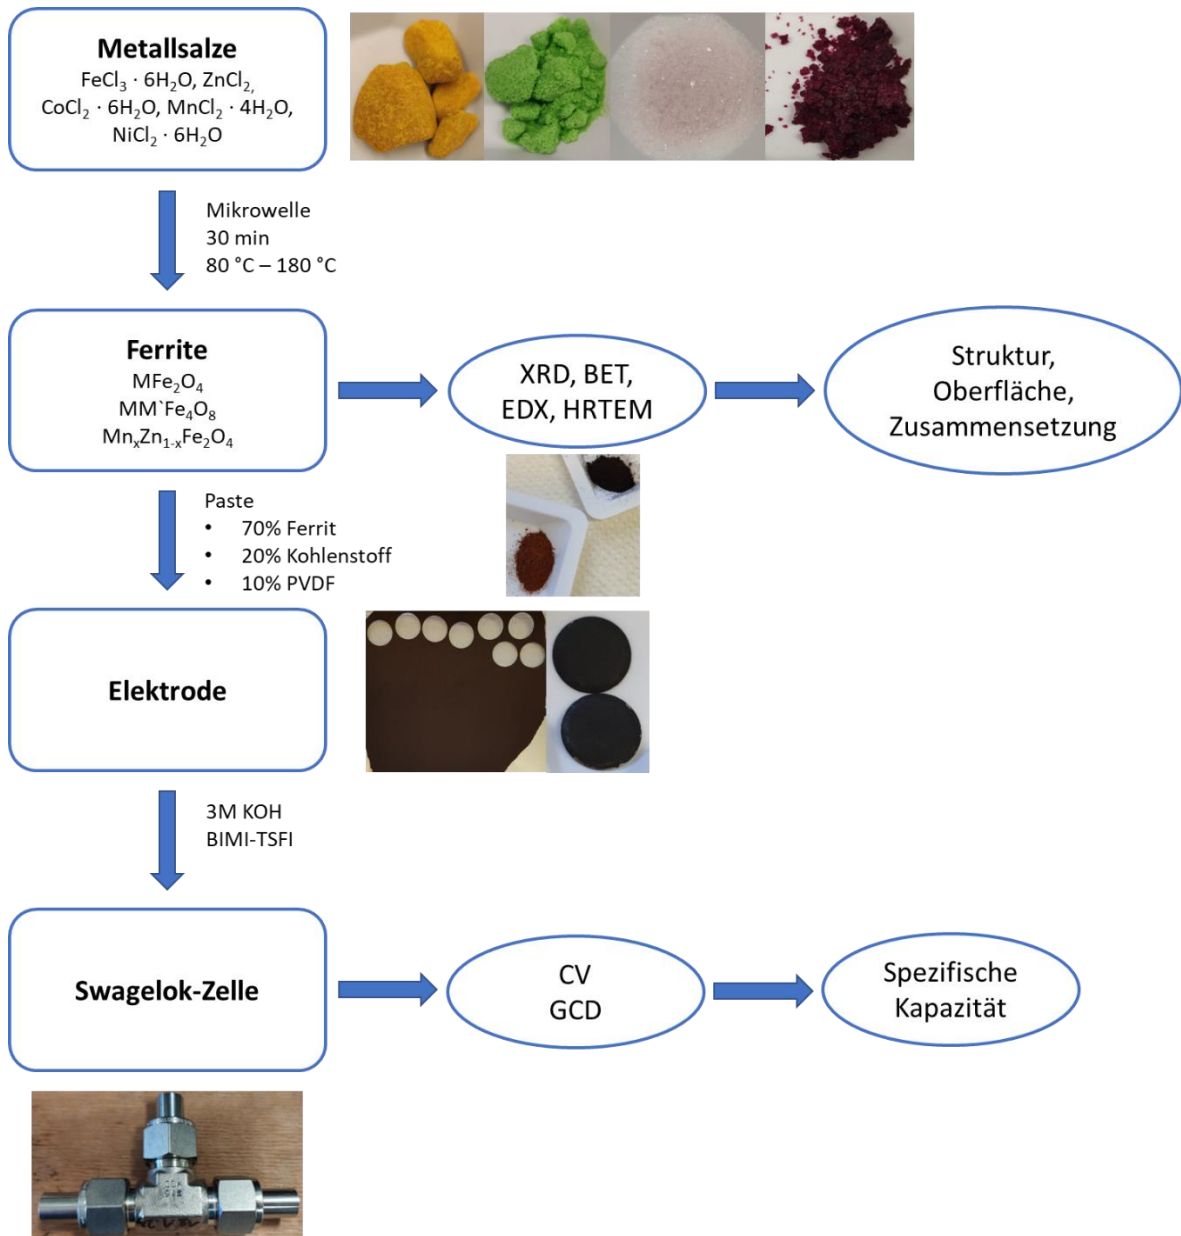 Metallsalze
FeCl₃ · 6H₂O, ZnCl₂,
CoCl₂ · 6H₂O, MnCl₂ · 4H₂O,
NiCl₂ · 6H₂O
Mikrowelle
30 min
80 °C – 180 °C
Ferrite
MFe₂O₄
MM`Fe₄O₈
MnₓZn₁₋ₓFe₂O₄
XRD, BET,
EDX, HRTEM
Struktur,
Oberfläche,
Zusammensetzung
Paste
• 70% Ferrit
• 20% Kohlenstoff
• 10% PVDF
Elektrode
3M KOH
BIMI-TSFI
Swagelok-Zelle
CV
GCD
Spezifische
Kapazität